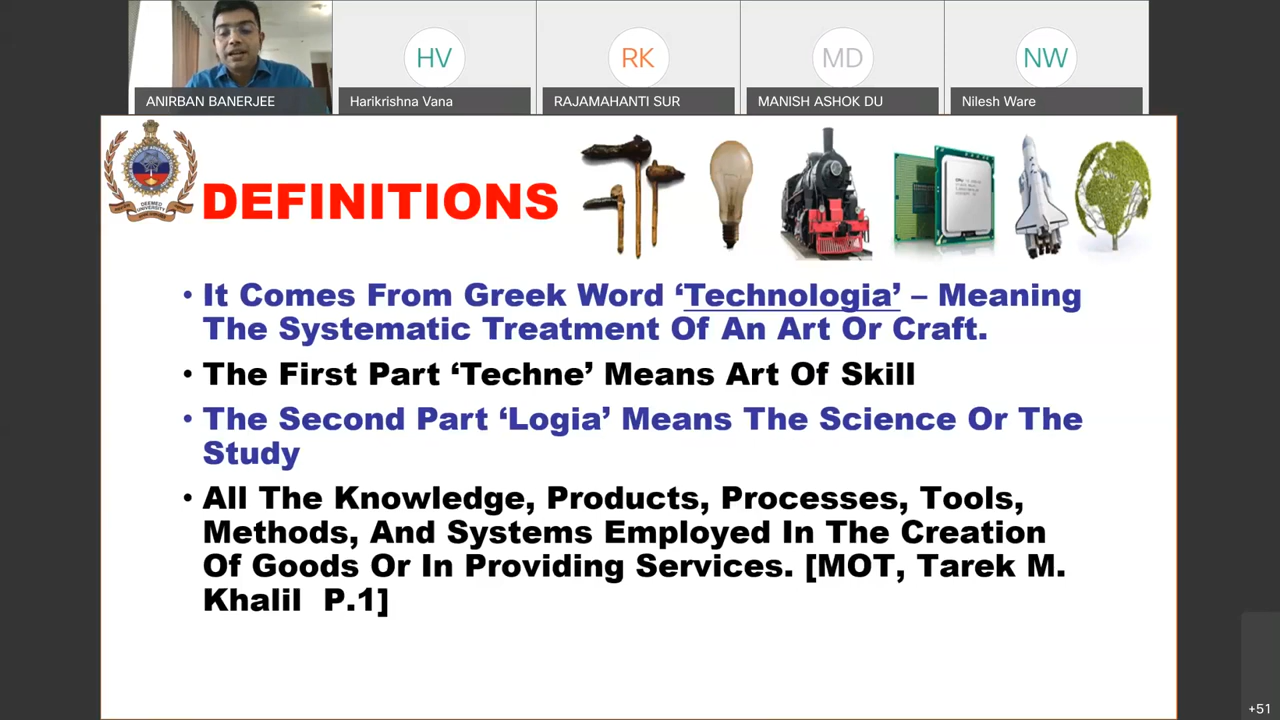 HV
RK
MD
NW
ANIRBAN BANERJEE
Harikrishna Vana
RAJAMAHANTI SUR
MANISH ASHOK DU
Nilesh Ware
DEEMED
UNIVERSITY
DEFINITIONS
• It Comes From Greek Word ‘Technologia’ – Meaning
The Systematic Treatment Of An Art Or Craft.
• The First Part ‘Techne’ Means Art Of Skill
• The Second Part ‘Logia’ Means The Science Or The
Study
• All The Knowledge, Products, Processes, Tools,
Methods, And Systems Employed In The Creation
Of Goods Or In Providing Services. [MOT, Tarek M.
Khalil P.1]
+51